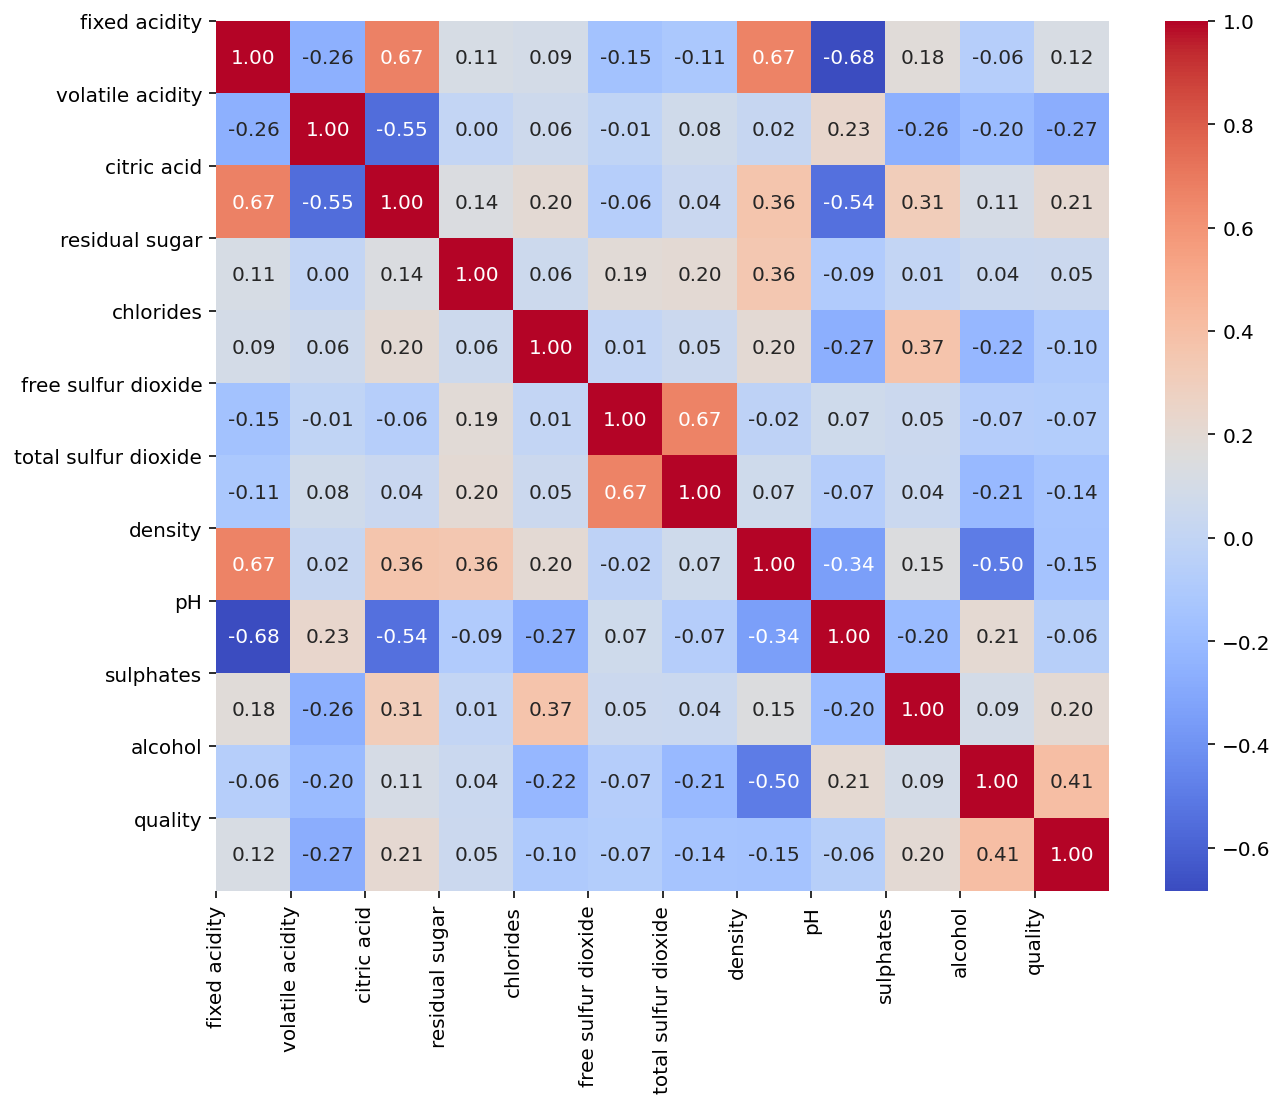 fixed acidity
1.00 -0.26 0.67 0.11 0.09 -0.15 -0.11 0.67 -0.68 0.18 -0.06 0.12
volatile acidity
-0.26 1.00 -0.55 0.00 0.06 -0.01 0.08 0.02 0.23 -0.26 -0.20 -0.27
citric acid
0.67 -0.55 1.00 0.14 0.20 -0.06 0.04 0.36 -0.54 0.31 0.11 0.21
residual sugar
0.11 0.00 0.14 1.00 0.06 0.19 0.20 0.36 -0.09 0.01 0.04 0.05
chlorides
0.09 0.06 0.20 0.06 1.00 0.01 0.05 0.20 -0.27 0.37 -0.22 -0.10
free sulfur dioxide
-0.15 -0.01 -0.06 0.19 0.01 1.00 0.67 -0.02 0.07 0.05 -0.07 -0.07
total sulfur dioxide
-0.11 0.08 0.04 0.20 0.05 0.67 1.00 0.07 -0.07 0.04 -0.21 -0.14
density
0.67 0.02 0.36 0.36 0.20 -0.02 0.07 1.00 -0.34 0.15 -0.50 -0.15
pH
-0.68 0.23 -0.54 -0.09 -0.27 0.07 -0.07 -0.34 1.00 -0.20 0.21 -0.06
sulphates
0.18 -0.26 0.31 0.01 0.37 0.05 0.04 0.15 -0.20 1.00 0.09 0.20
alcohol
-0.06 -0.20 0.11 0.04 -0.22 -0.07 -0.21 -0.50 0.21 0.09 1.00 0.41
quality
0.12 -0.27 0.21 0.05 -0.10 -0.07 -0.14 -0.15 -0.06 0.20 0.41 1.00
fixed acidity
volatile acidity
citric acid
residual sugar
chlorides
free sulfur dioxide
total sulfur dioxide
density
pH
sulphates
alcohol
quality
1.0
0.8
0.6
0.4
0.2
0.0
−0.2
−0.4
−0.6